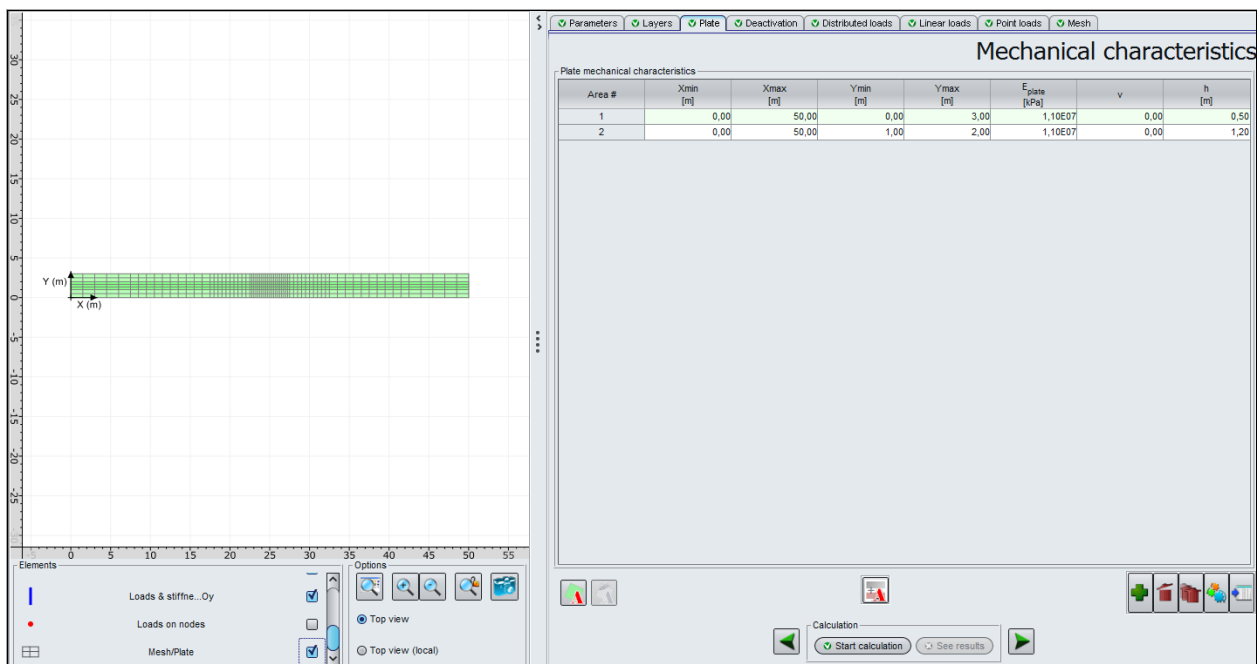 Parameters Layers Plate Deactivation Distributed loads Linear loads Point loads Mesh
Mechanical characteristics
Plate mechanical characteristics
Area # Xmin [m] Xmax [m] Ymin [m] Ymax [m] E plate [kPa] v h [m]
1 0,00 50,00 0,00 3,00 1,10E07 0,00 0,50
2 0,00 50,00 1,00 2,00 1,10E07 0,00 1,20
30
25
20
15
10
5
0
-5
-10
-15
-20
-25
-30
Y (m)
X (m)
-5 0 5 10 15 20 25 30 35 40 45 50 55
Elements
Loads & stiffne...Oy
Loads on nodes
Mesh/Plate
Options
Top view
Top view (local)
Calculation
Start calculation See results